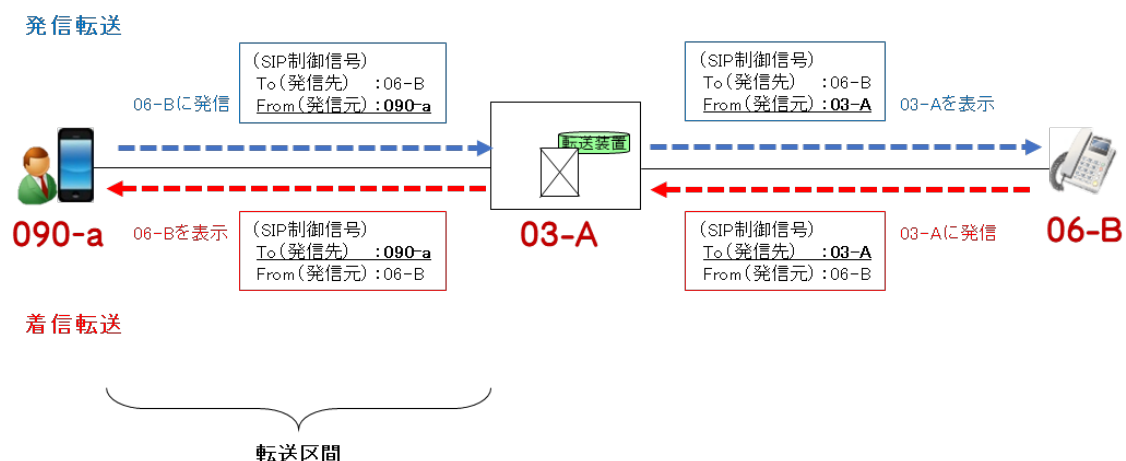 発信転送
(SIP制御信号)
To(発信先) :06-B
From(発信元):090-a
06-Bに発信
(SIP制御信号)
To(発信先) :06-B
From(発信元):03-A
03-Aを表示
転送装置
090-a
06-Bを表示
(SIP制御信号)
To(発信先) :090-a
From(発信元):06-B
03-A
(SIP制御信号)
To(発信先) :03-A
From(発信元):06-B
03-Aに発信
06-B
着信転送
転送区間